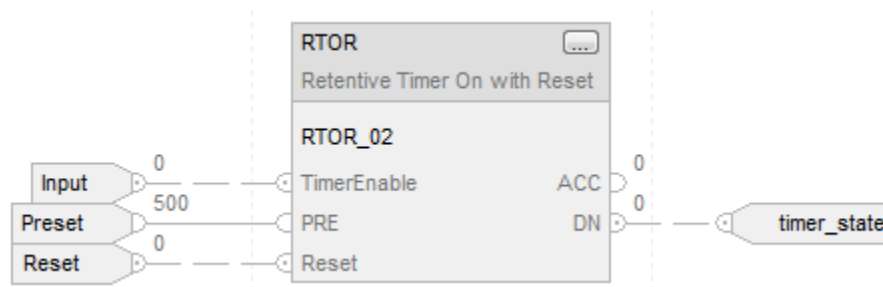 RTOR ...
Retentive Timer On with Reset
RTOR_02
Input 0 TimerEnable ACC 0
Preset 500 PRE DN 0 timer_state
Reset 0 Reset